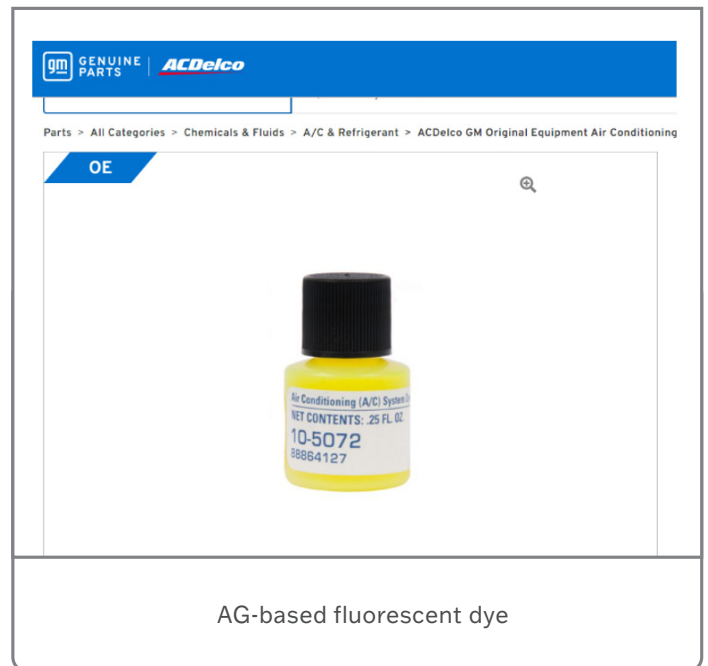 gm GENUINE PARTS | ACDelco
Parts > All Categories > Chemicals & Fluids > A/C & Refrigerant > ACDelco GM Original Equipment Air Conditioning
OE
Air Conditioning (A/C) System
NET CONTENTS: .25 FL. OZ.
10-5072
88864127
AG-based fluorescent dye